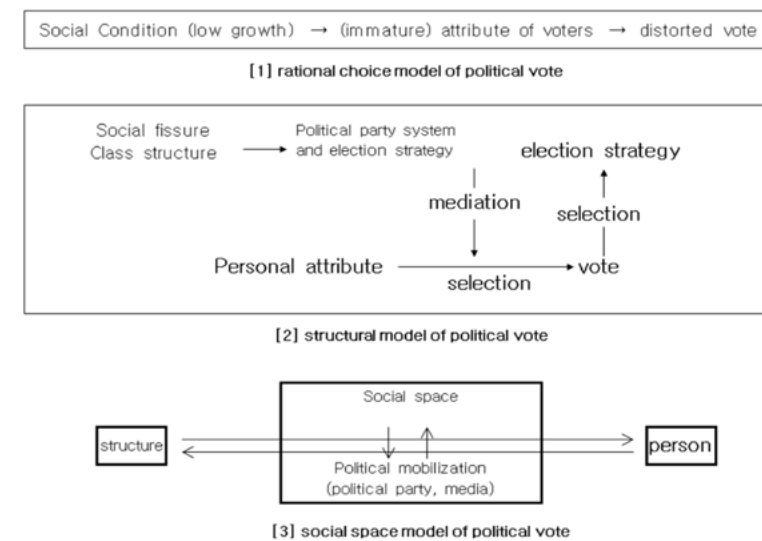 Social Condition (low growth) → (immature) attribute of voters → distorted vote
[1] rational choice model of political vote
Social fissure
Class structure
Political party system
and election strategy
election strategy
mediation
selection
Personal attribute
selection
vote
[2] structural model of political vote
Social space
structure
person
Political mobilization
(political party, media)
[3] social space model of political vote